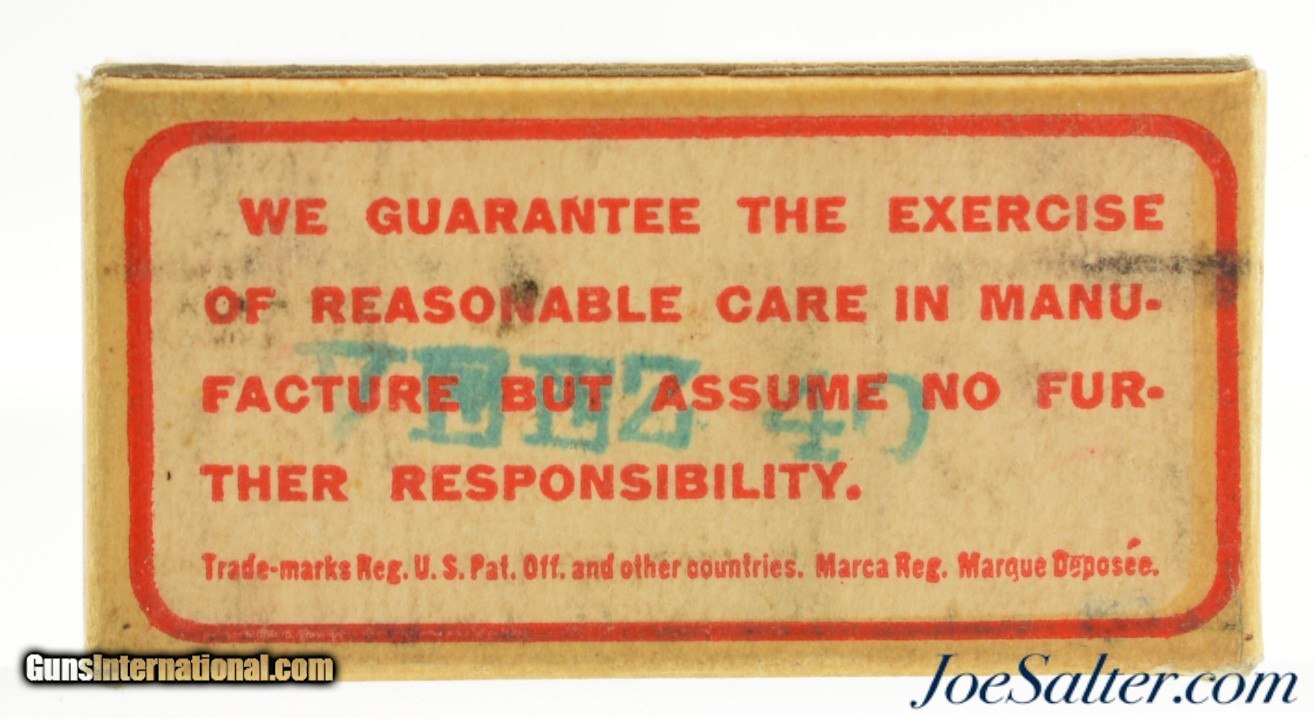 WE GUARANTEE THE EXERCISE
OF REASONABLE CARE IN MANU-
FACTURE BUT ASSUME NO FUR-
THER RESPONSIBILITY.
Trade-marks Reg. U. S. Pat. Off. and other countries. Marca Reg. Marque Déposée.
GunsInternational.com
JoeSalter.com